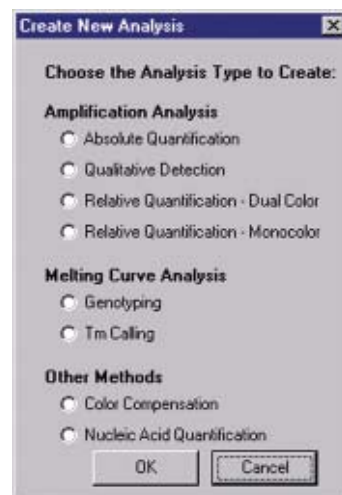 Create New Analysis
Choose the Analysis Type to Create:
Amplification Analysis
Absolute Quantification
Qualitative Detection
Relative Quantification - Dual Color
Relative Quantification - Monocolor
Melting Curve Analysis
Genotyping
Tm Calling
Other Methods
Color Compensation
Nucleic Acid Quantification
OK Cancel